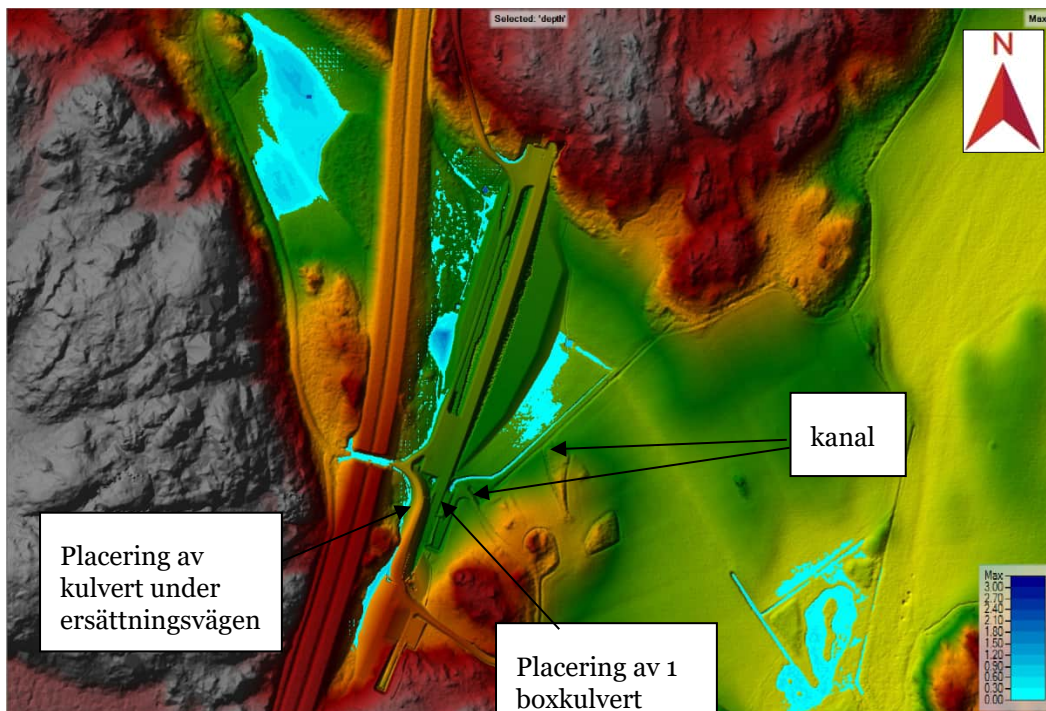 Selected: 'depth'
Max
N
kanal
Placering av
kulvert under
ersättningsvägen
Placering av 1
boxkulvert
Max
3.00
2.70
2.40
2.10
1.80
1.50
1.20
0.90
0.60
0.30
0.00